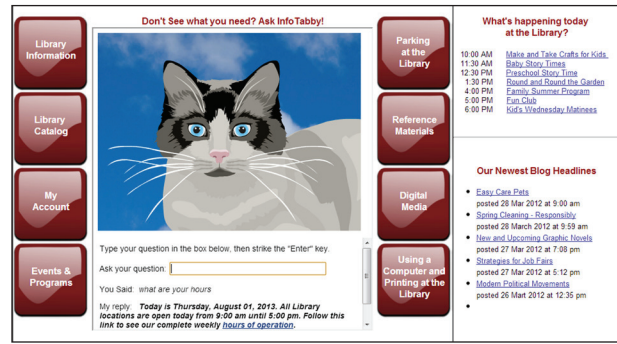 Don't See what you need? Ask InfoTabby!
Library
Information
Library
Catalog
My
Account
Events &
Programs
Type your question in the box below, then strike the "Enter" key.
Ask your question:
You Said: what are your hours
My reply: Today is Thursday, August 01, 2013. All Library
locations are open today from 9:00 am until 5:00 pm. Follow this
link to see our complete weekly hours of operation.
Parking
at the
Library
Reference
Materials
Digital
Media
Using a
Computer and
Printing at the
Library
What's happening today
at the Library?
10:00 AM Make and Take Crafts for Kids
11:30 AM Baby Story Times
12:30 PM Preschool Story Time
1:30 PM Round and Round the Garden
4:00 PM Family Summer Program
5:00 PM Fun Club
6:00 PM Kid's Wednesday Matinees
Our Newest Blog Headlines
Easy Care Pets
posted 28 Mar 2012 at 9:00 am
Spring Cleaning - Responsibly
posted 28 March 2012 at 9:59 am
New and Upcoming Graphic Novels
posted 27 Mar 2012 at 7:08 pm
Strategies for Job Fairs
posted 27 Mar 2012 at 5:12 pm
Modern Political Movements
posted 26 Mart 2012 at 12:35 pm